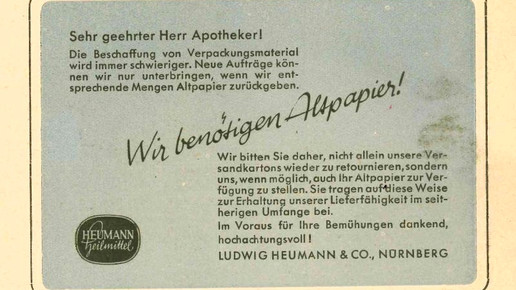 Sehr geehrter Herr Apotheker!
Die Beschaffung von Verpackungsmaterial
wird immer schwieriger. Neue Aufträge kön-
nen wir nur unterbringen, wenn wir ent-
sprechende Mengen Altpapier zurückgeben.
Wir benötigen Altpapier!
Wir bitten Sie daher, nicht allein unsere Ver-
sandkartons wieder zu retournieren, sondern
uns, wenn möglich, auch Ihr Altpapier zur Ver-
fügung zu stellen. Sie tragen auf diese Weise
zur Erhaltung unserer Lieferfähigkeit im seit-
herigen Umfange bei.
Im Voraus für Ihre Bemühungen dankend,
hochachtungsvoll!
HEUMANN
Heilmittel
LUDWIG HEUMANN & CO., NÜRNBERG